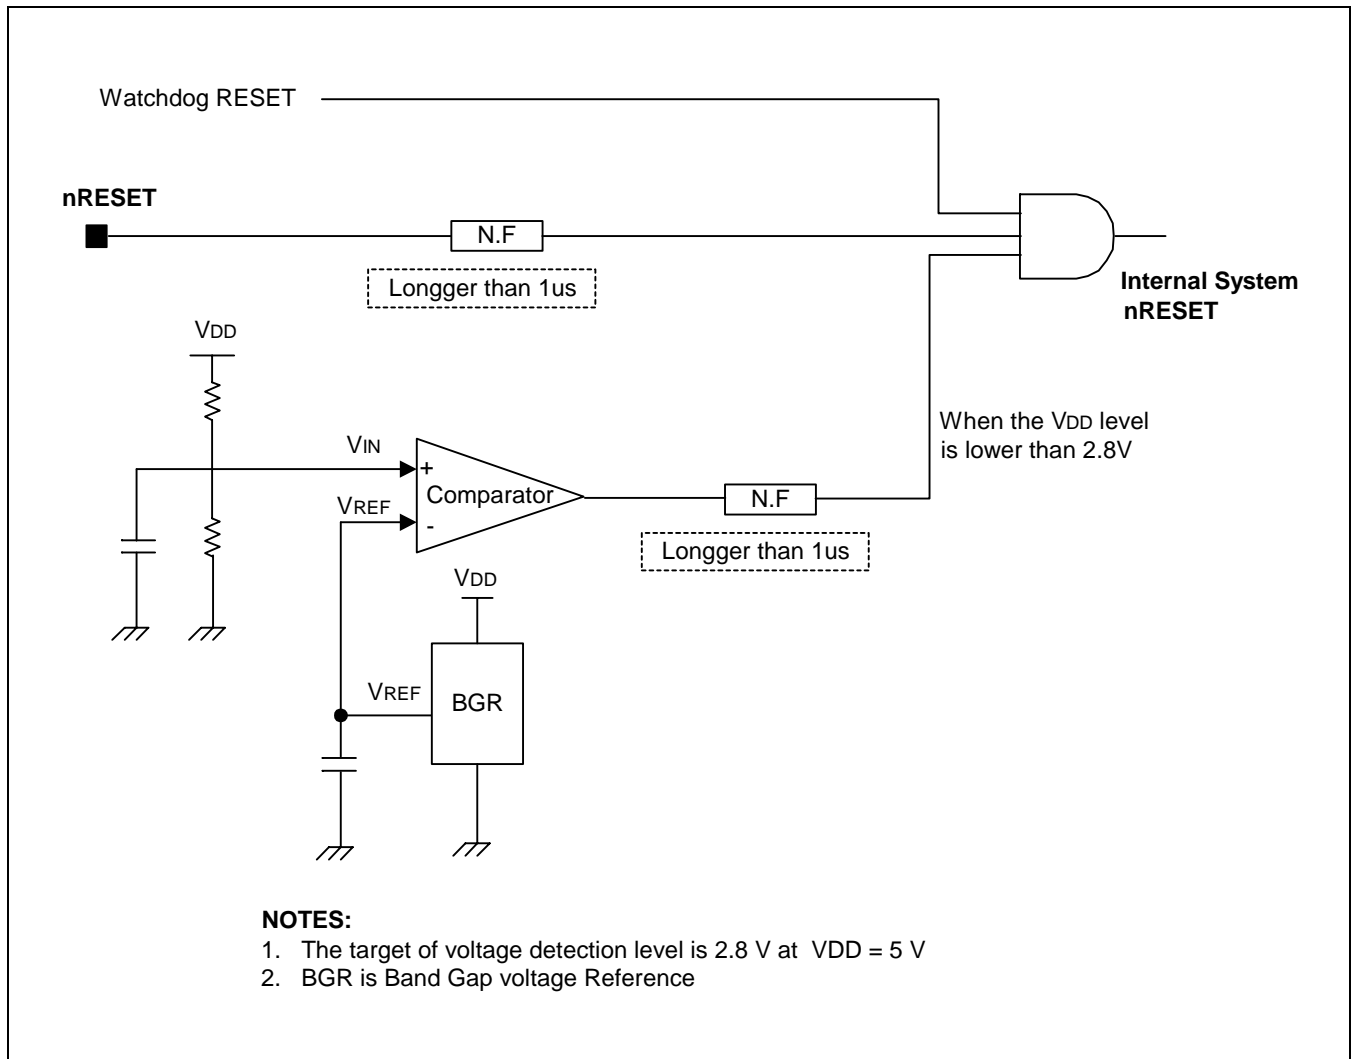 Watchdog RESET
nRESET
N.F
Longger than 1us
Internal System
nRESET
VDD
When the VDD level
is lower than 2.8V
VIN
+
Comparator
VREF
-
N.F
Longger than 1us
VDD
VREF
BGR
NOTES:
1. The target of voltage detection level is 2.8 V at VDD = 5 V
2. BGR is Band Gap voltage Reference